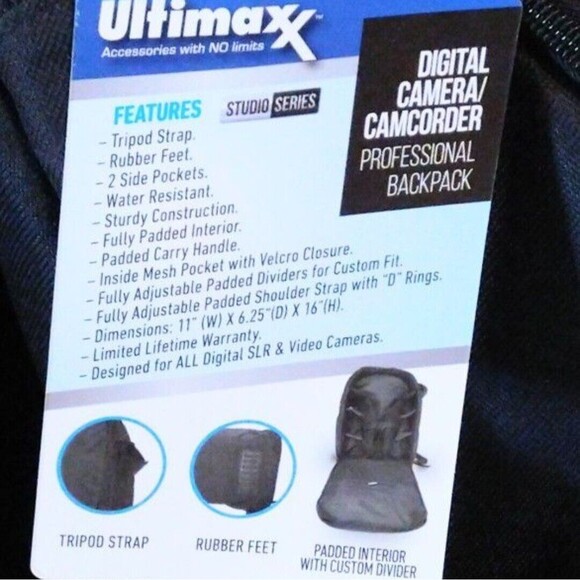 Ultimaxx™
Accessories with NO limits
DIGITAL
CAMERA/
CAMCORDER
PROFESSIONAL
BACKPACK
FEATURES
STUDIO SERIES
– Tripod Strap.
– Rubber Feet.
– 2 Side Pockets.
– Water Resistant.
– Sturdy Construction.
– Fully Padded Interior.
– Padded Carry Handle.
– Inside Mesh Pocket with Velcro Closure.
– Fully Adjustable Padded Dividers for Custom Fit.
– Fully Adjustable Padded Shoulder Strap with "D" Rings.
– Dimensions: 11" (W) X 6.25"(D) X 16"(H).
– Limited Lifetime Warranty.
– Designed for ALL Digital SLR & Video Cameras.
TRIPOD STRAP
RUBBER FEET
PADDED INTERIOR
WITH CUSTOM DIVIDER